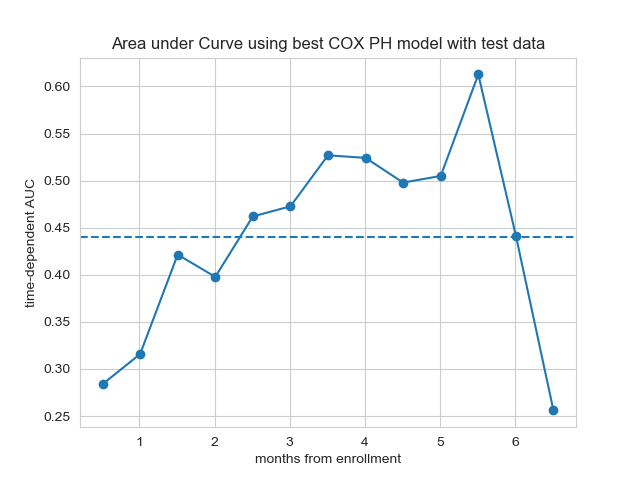 Area under Curve using best COX PH model with test data
time-dependent AUC
0.60
0.55
0.50
0.45
0.40
0.35
0.30
0.25
1 2 3 4 5 6
months from enrollment